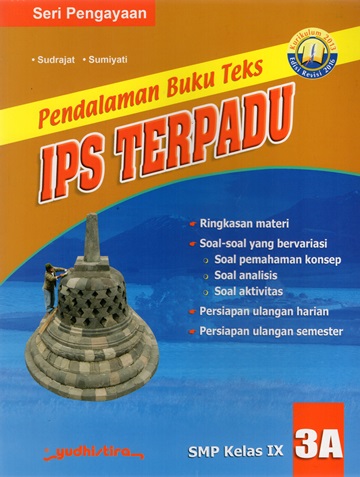 Seri Pengayaan
• Sudrajat • Sumiyati
Kurikulum 2013
Edisi Revisi 2016
Pendalaman Buku Teks
IPS TERPADU
Ringkasan materi
Soal-soal yang bervariasi
Soal pemahaman konsep
Soal analisis
Soal aktivitas
Persiapan ulangan harian
Persiapan ulangan semester
yudhistira
SMP Kelas IX 3A